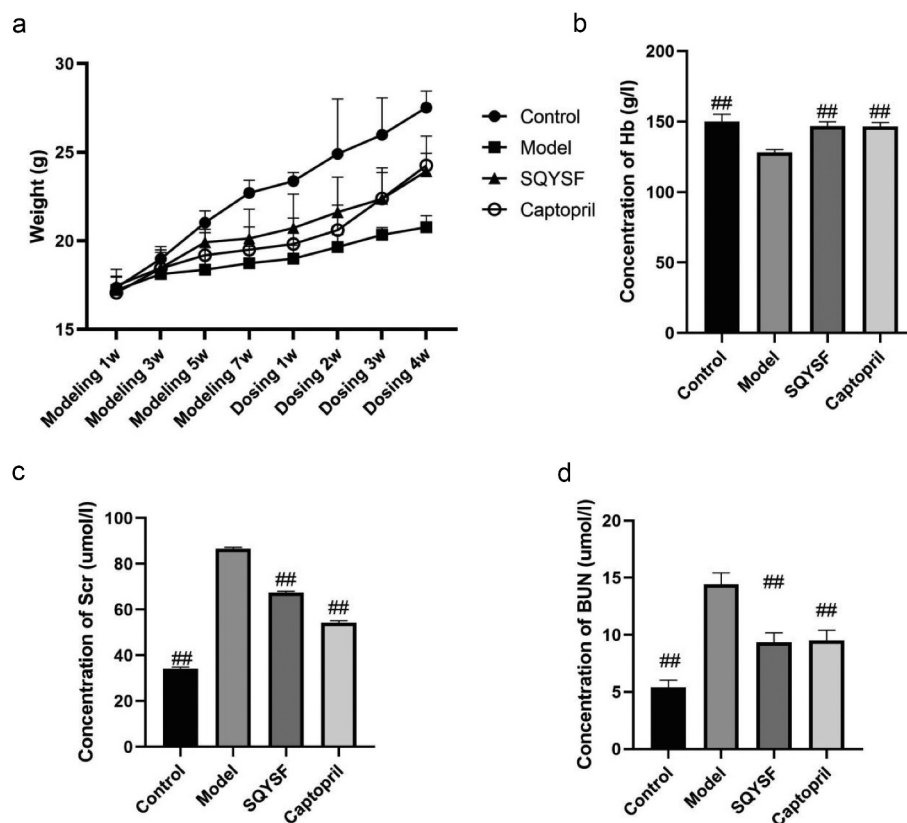 a
30
25
20
15
Weight (g)
Modeling 1w
Modeling 3w
Modeling 5w
Modeling 7w
Dosing 1w
Dosing 2w
Dosing 3w
Dosing 4w
Control
Model
SQYSF
Captopril
b
200
150
100
50
0
Concentration of Hb (g/l)
##
##
##
Control
Model
SQYSF
Captopril
c
100
80
60
40
20
0
Concentration of Scr (umol/l)
##
##
##
Control
Model
SQYSF
Captopril
d
20
15
10
5
0
Concentration of BUN (umol/l)
##
##
##
Control
Model
SQYSF
Captopril